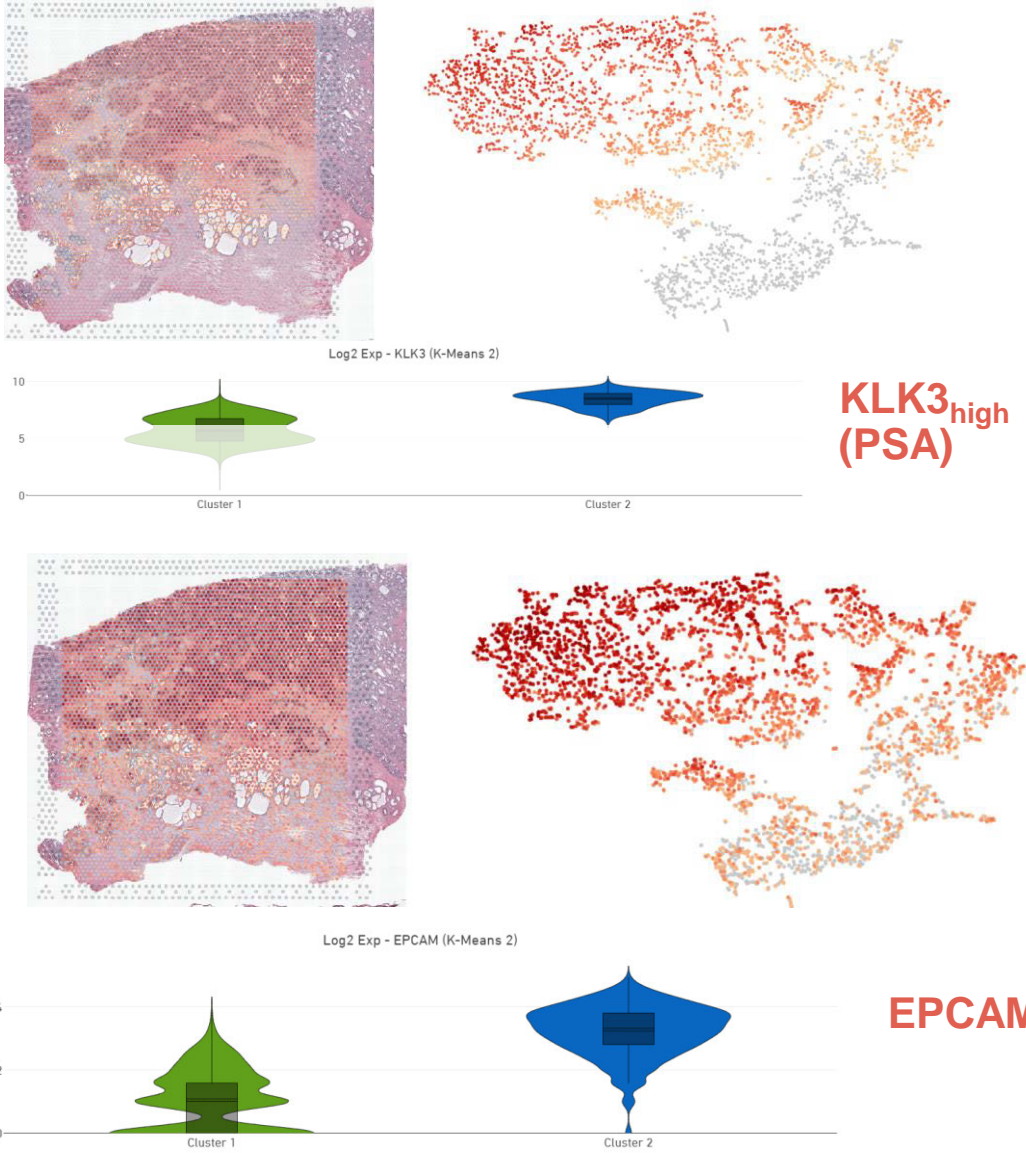 Log2 Exp - KLK3 (K-Means 2)
10
5
0
Cluster 1
Cluster 2
KLK3high
(PSA)
Log2 Exp - EPCAM (K-Means 2)
2
Cluster 1
Cluster 2
EPCAM